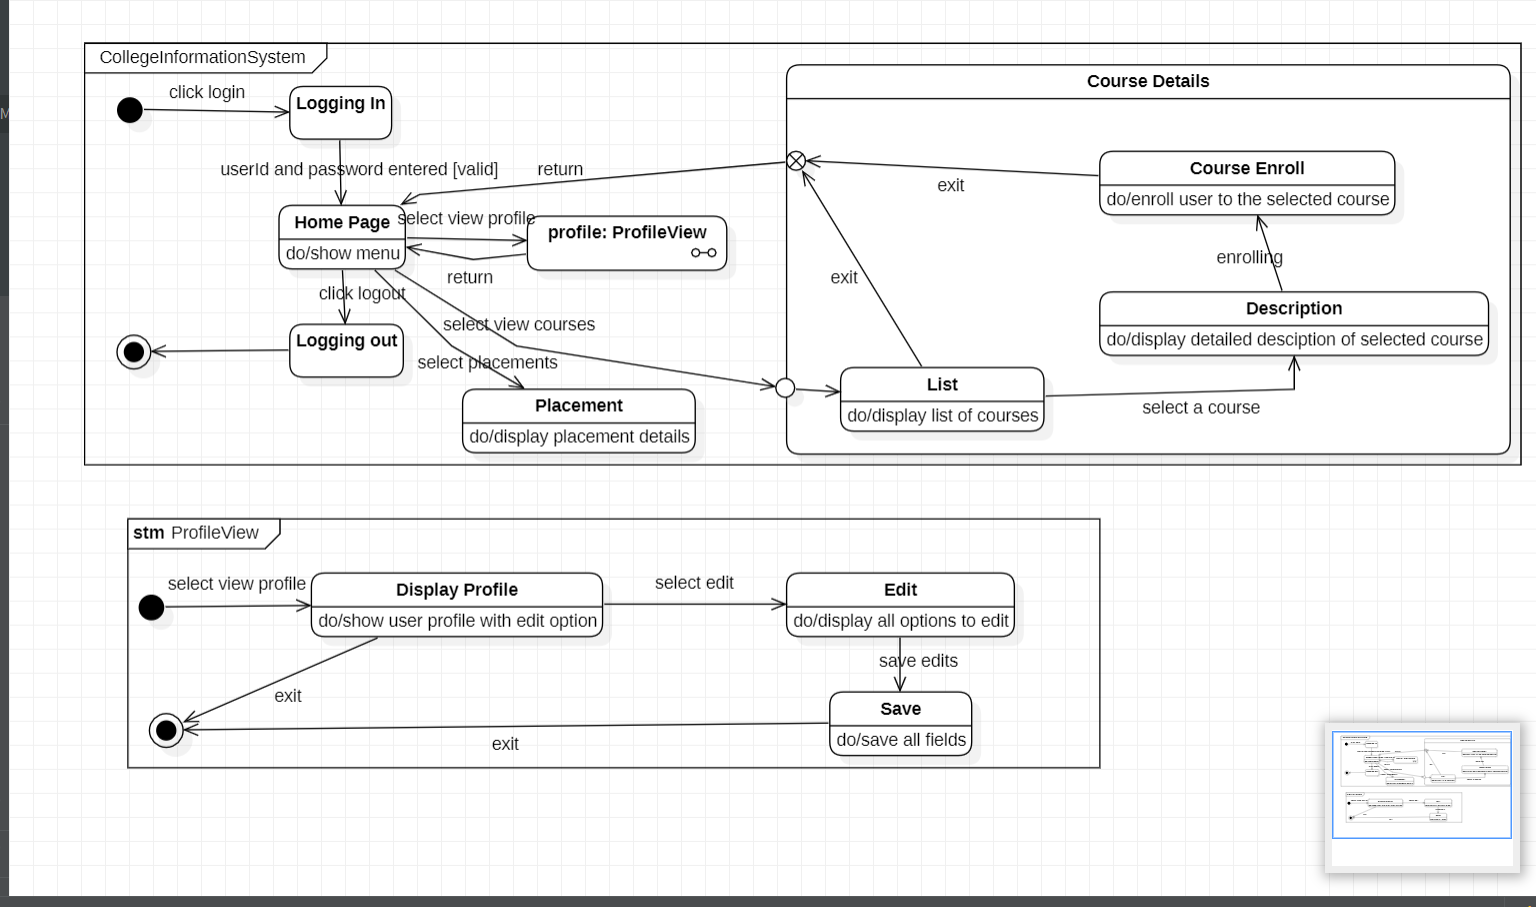 CollegeInformationSystem
click login
Logging In
userId and password entered [valid]
return
Home Page
do/show menu
select view profile
profile: ProfileView
return
click logout
Logging out
select view courses
select placements
Placement
do/display placement details
Course Details
exit
Course Enroll
do/enroll user to the selected course
exit
enrolling
Description
do/display detailed desciption of selected course
List
do/display list of courses
select a course
stm ProfileView
select view profile
Display Profile
do/show user profile with edit option
select edit
Edit
do/display all options to edit
save edits
exit
Save
do/save all fields
exit
M